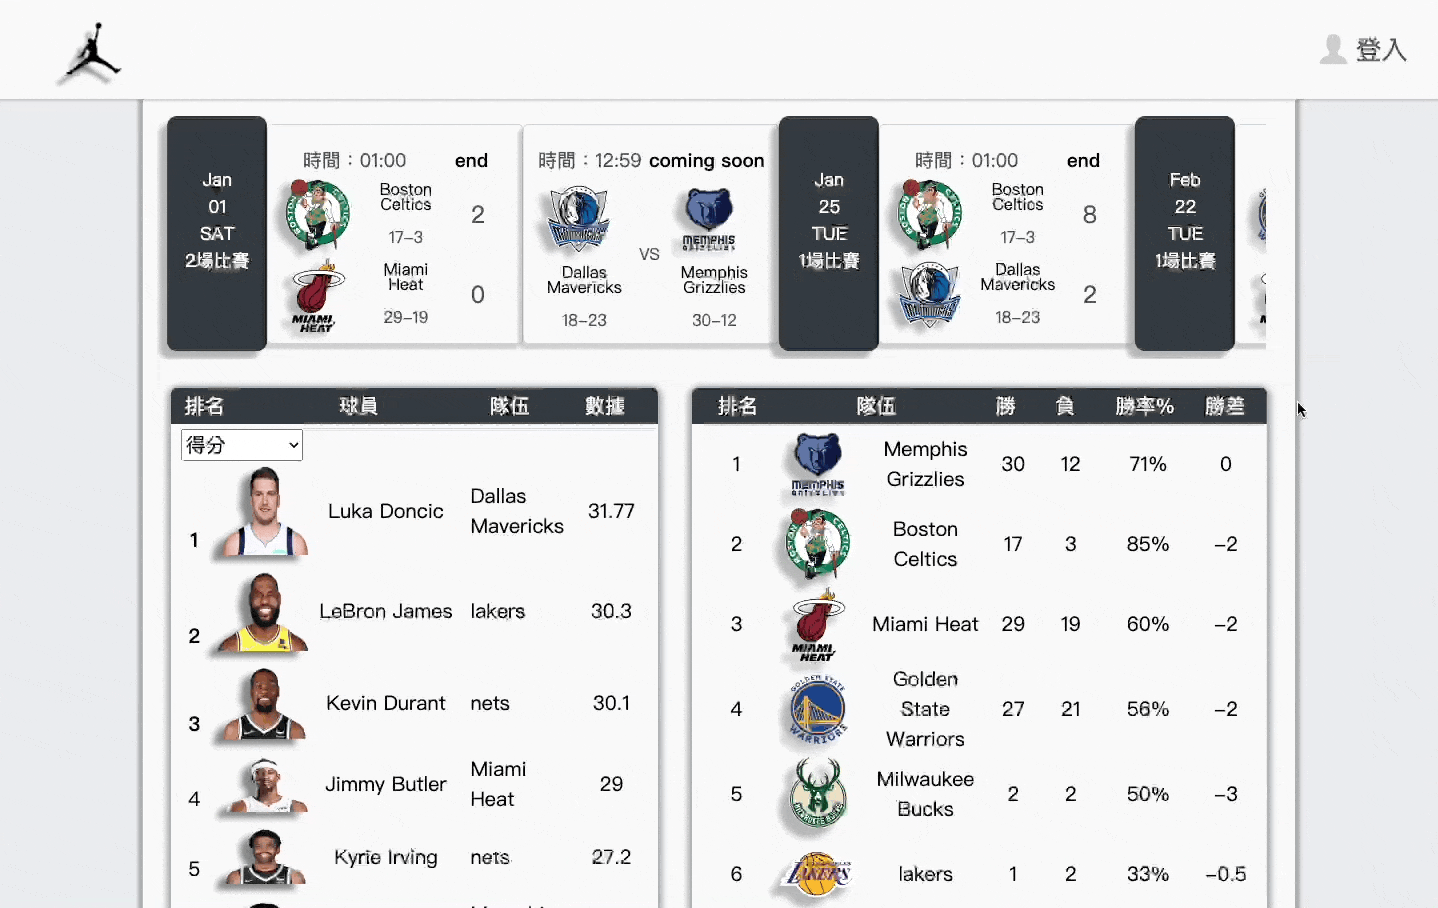 登入
Jan
01
SAT
2場比賽
時間：01:00 end
Boston
Celtics
2
17-3
Miami
Heat
0
29-19
MIAMI HEAT
時間：12:59 coming soon
VS
MEMPHIS
GRIZZLIES
Dallas
Mavericks
18-23
Memphis
Grizzlies
30-12
Jan
25
TUE
1場比賽
時間：01:00 end
Boston
Celtics
8
17-3
Dallas
Mavericks
2
18-23
Feb
22
TUE
1場比賽
排名 球員 隊伍 數據
得分
1 Luka Doncic Dallas Mavericks 31.77
2 LeBron James lakers 30.3
3 Kevin Durant nets 30.1
4 Jimmy Butler Miami Heat 29
5 Kyrie Irving nets 27.2
排名 隊伍 勝 負 勝率% 勝差
1 Memphis Grizzlies 30 12 71% 0
2 Boston Celtics 17 3 85% -2
3 Miami Heat 29 19 60% -2
4 Golden State Warriors 27 21 56% -2
5 Milwaukee Bucks 2 2 50% -3
6 lakers 1 2 33% -0.5